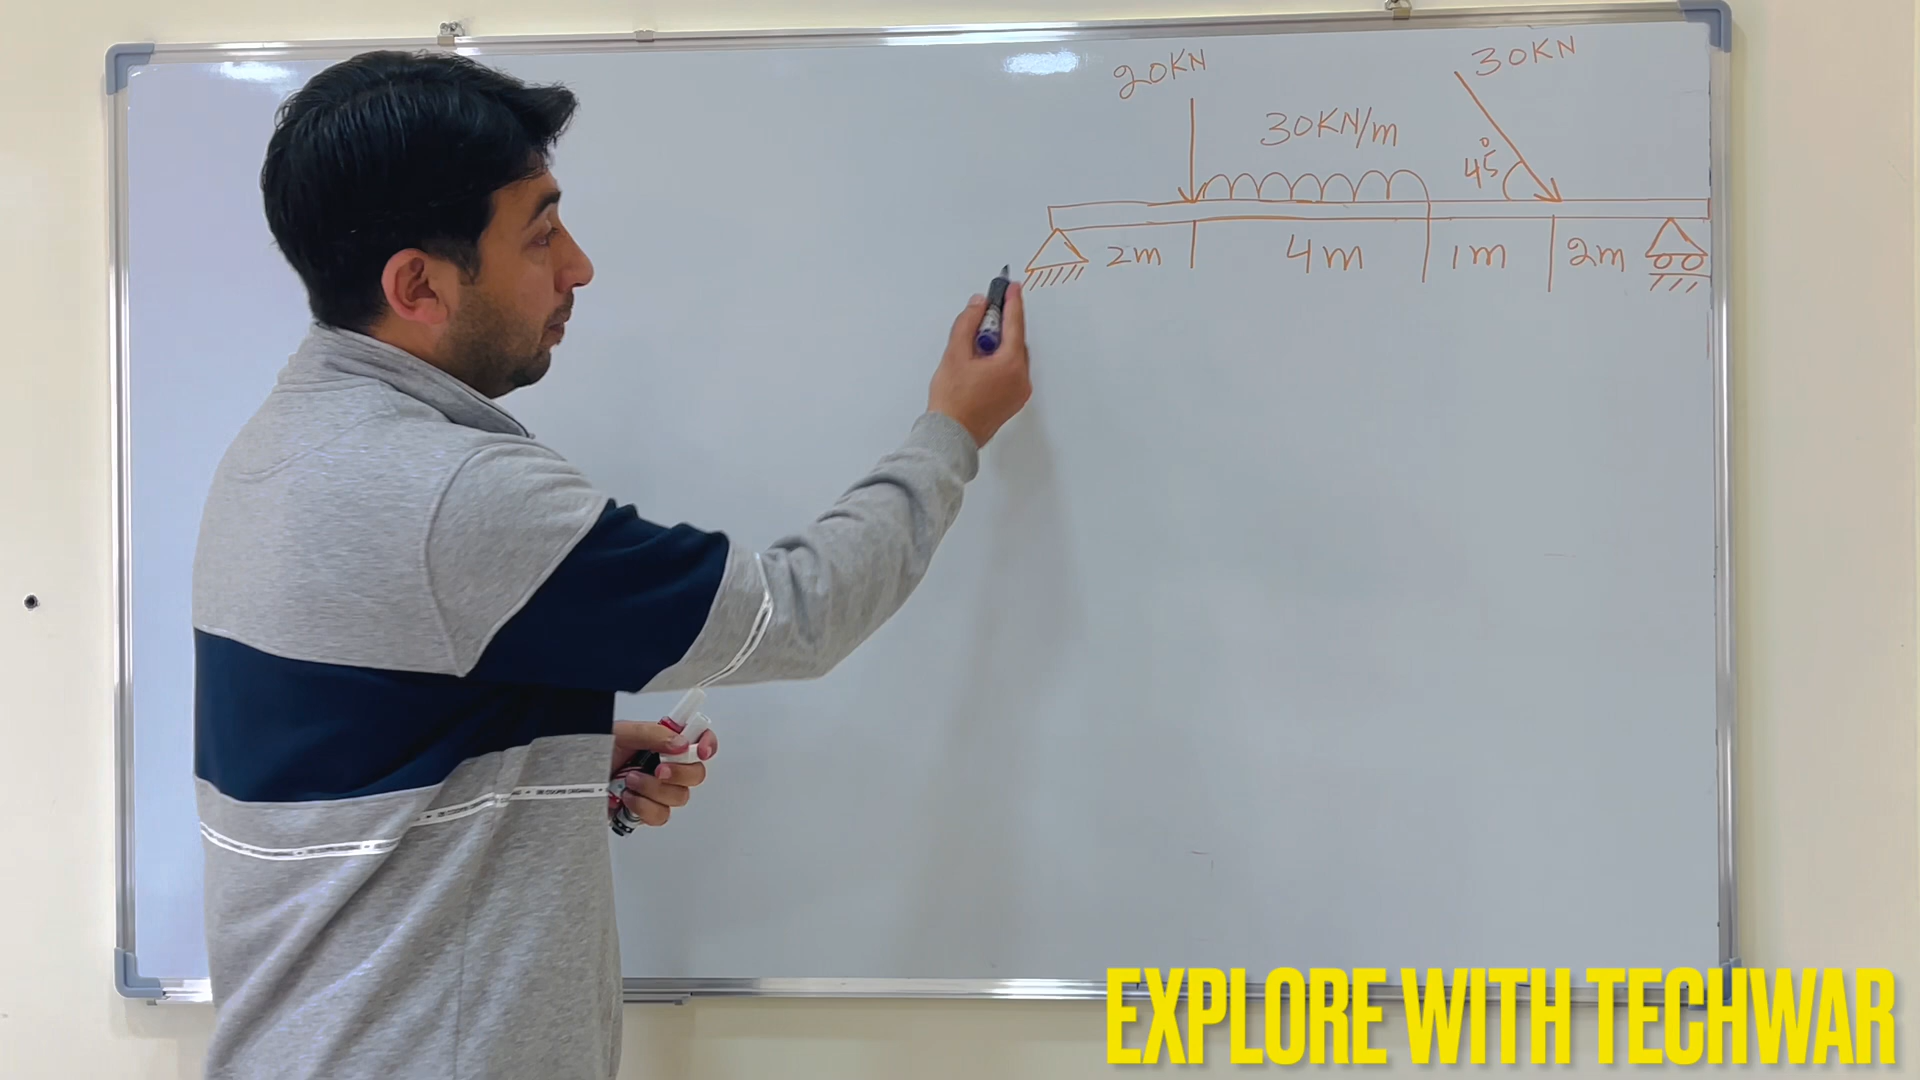 20KN
30KN/m
30KN
45°
2m 4m 1m 2m
EXPLORE WITH TECHWAR